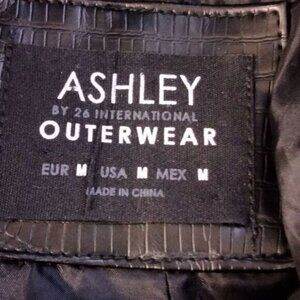 ASHLEY
BY 26 INTERNATIONAL
OUTERWEAR
EUR M USA M MEX M
MADE IN CHINA